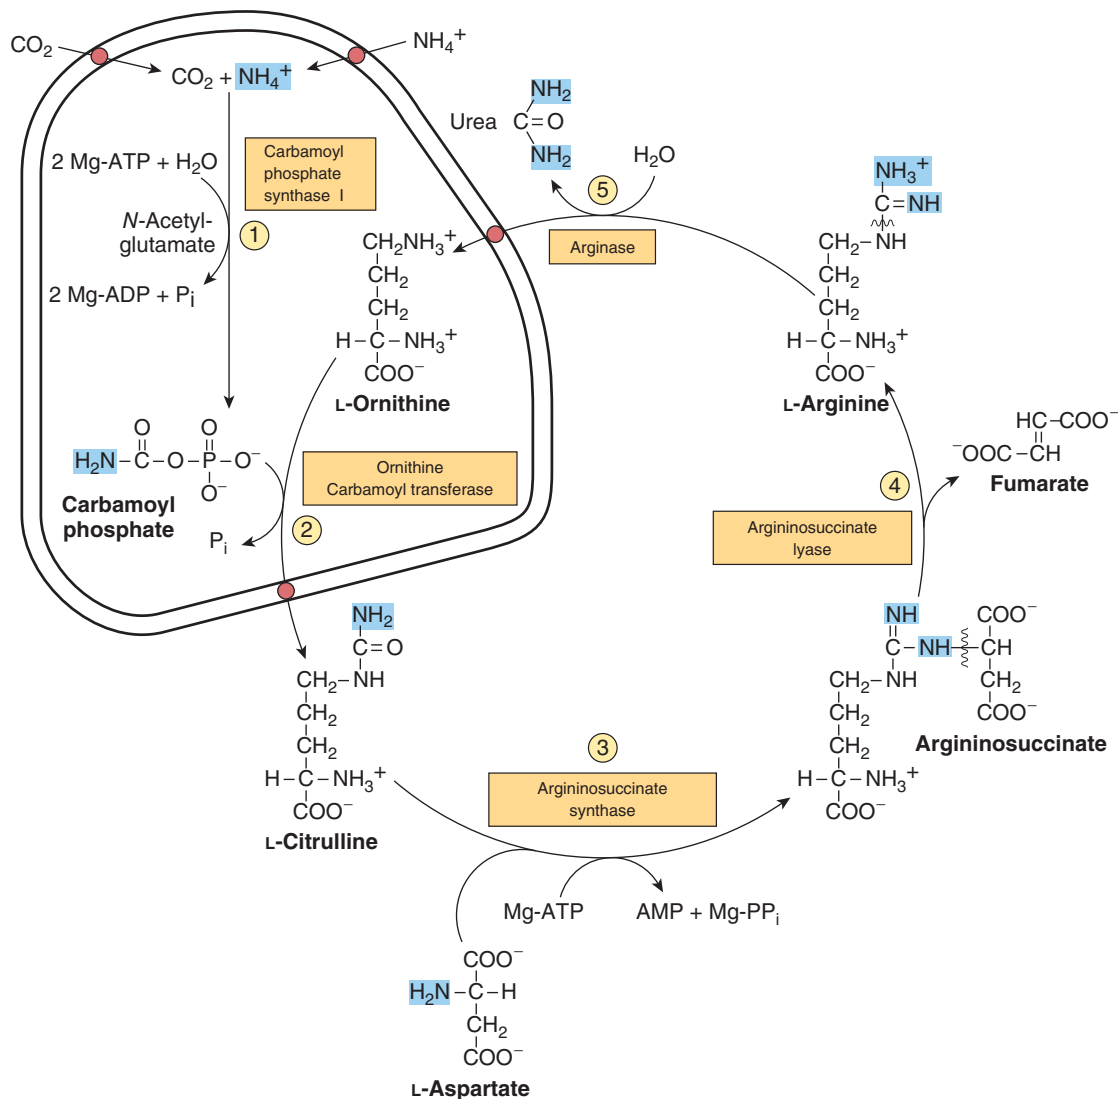 CO₂
NH₄⁺
CO₂ + NH₄⁺
2 Mg-ATP + H₂O
Carbamoyl
phosphate
synthase I
N-Acetyl-
glutamate
1
2 Mg-ADP + Pi
Urea
NH₂
C=O
NH₂
H₂O
5
Arginase
NH₃⁺
C=NH
CH₂–NH
CH₂
CH₂
H–C–NH₃⁺
COO⁻
L-Arginine
CH₂NH₃⁺
CH₂
CH₂
H–C–NH₃⁺
COO⁻
L-Ornithine
O O
H₂N–C–O–P–O⁻
O⁻
Carbamoyl
phosphate
Ornithine
Carbamoyl transferase
2
Pi
HC–COO⁻
⁻OOC–CH
Fumarate
4
Argininosuccinate
lyase
NH₂
C=O
CH₂–NH
CH₂
CH₂
H–C–NH₃⁺
COO⁻
L-Citrulline
3
Argininosuccinate
synthase
NH COO⁻
C–NH–CH
CH₂–NH CH₂
CH₂ COO⁻
Argininosuccinate
CH₂
H–C–NH₃⁺
COO⁻
Mg-ATP
AMP + Mg-PPi
COO⁻
H₂N–C–H
CH₂
COO⁻
L-Aspartate